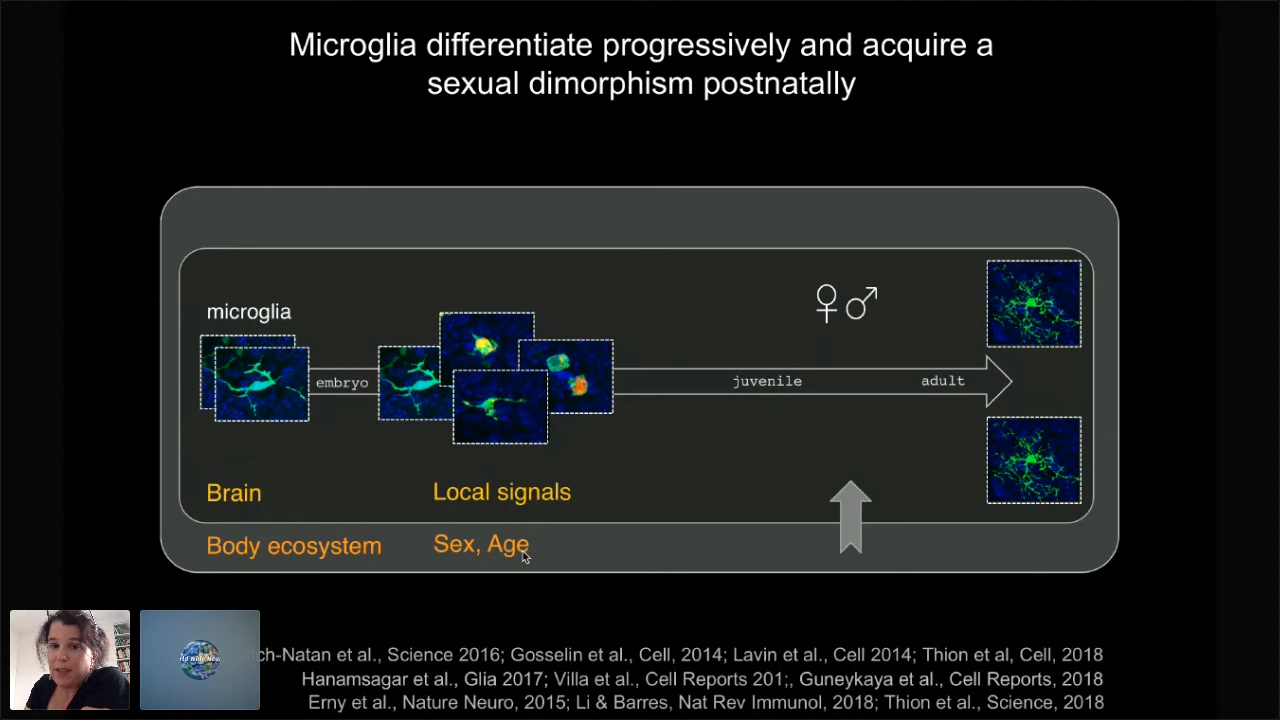 Microglia differentiate progressively and acquire a
sexual dimorphism postnatally
microglia
embryo
juvenile
adult
Brain
Local signals
Body ecosystem
Sex, Age
et al., Science 2016; Gosselin et al., Cell, 2014; Lavin et al., Cell 2014; Thion et al, Cell, 2018
Hanamsagar et al., Glia 2017; Villa et al., Cell Reports 201;, Guneykaya et al., Cell Reports, 2018
Erny et al., Nature Neuro, 2015; Li & Barres, Nat Rev Immunol, 2018; Thion et al., Science, 2018